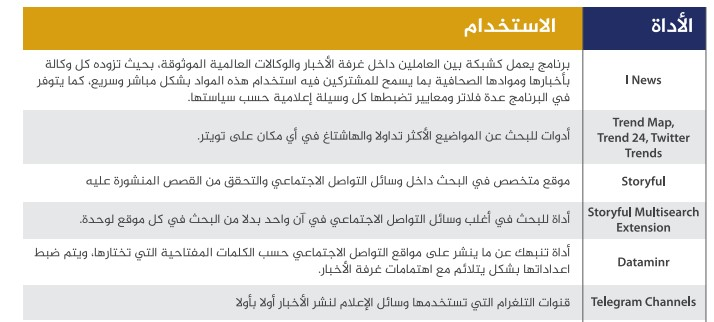 الأداة الاستخدام
I News
برنامج يعمل كشبكة بين العاملين داخل غرفة الأخبار والوكالات العالمية الموثوقة، بحيث تزوده كل وكالة
بأخبارها وموادها الصحافية بما يسمح للمشتركين فيه استخدام هذه المواد بشكل مباشر وسريع، كما يتوفر
في البرنامج عدة فلاتر ومعايير تضبطها كل وسيلة إعلامية حسب سياستها.
Trend Map,
Trend 24, Twitter
Trends
أدوات للبحث عن المواضيع الأكثر تداولا والهاشتاغ في أي مكان على تويتر.
Storyful
موقع متخصص في البحث داخل وسائل التواصل الاجتماعي والتحقق من القصص المنشورة عليه
Storyful Multisearch
Extension
أداة للبحث في أغلب وسائل التواصل الاجتماعي في آن واحد بدلا من البحث في كل موقع لوحدة.
Dataminr
أداة تنبهك عن ما ينشر على مواقع التواصل الاجتماعي حسب الكلمات المفتاحية التي تختارها، ويتم ضبط
اعداداتها بشكل يتلائم مع اهتمامات غرفة الأخبار.
Telegram Channels
قنوات التلغرام التي تستخدمها وسائل الإعلام لنشر الأخبار أولا بأولا